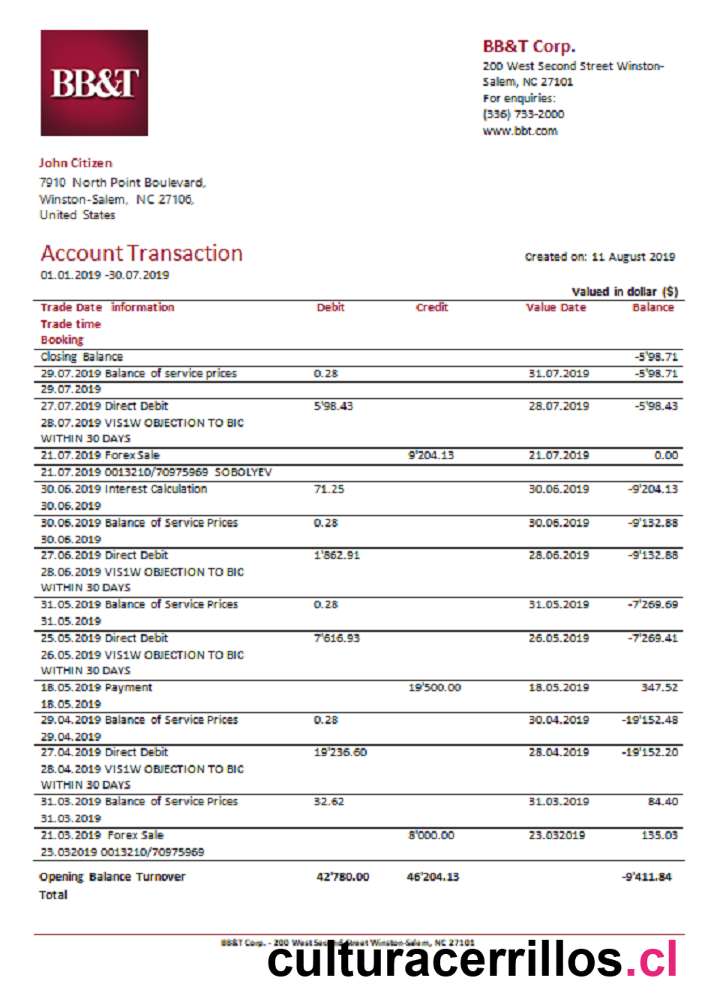 BB&T
BB&T Corp.
200 West Second Street Winston-
Salem, NC 27101
For enquiries:
(336) 733-2000
www.bbt.com
John Citizen
7910 North Point Boulevard,
Winston-Salem, NC 27106,
United States
Account Transaction
Created on: 11 August 2019
01.01.2019 -30.07.2019
Valued in dollar ($)
Trade Date information Debit Credit Value Date Balance
Trade time
Booking
Closing Balance -5'98.71
29.07.2019 Balance of service prices 0.28 31.07.2019 -5'98.71
29.07.2019
27.07.2019 Direct Debit 5'98.43 28.07.2019 -5'98.43
28.07.2019 VIS1W OBJECTION TO BIC
WITHIN 30 DAYS
21.07.2019 Forex Sale 9'204.13 21.07.2019 0.00
21.07.2019 0013210/70975969 SOBOLYEV
30.06.2019 Interest Calculation 71.25 30.06.2019 -9'204.13
30.06.2019
30.06.2019 Balance of Service Prices 0.28 30.06.2019 -9'132.88
30.06.2019
27.06.2019 Direct Debit 1'862.91 28.06.2019 -9'132.88
28.06.2019 VIS1W OBJECTION TO BIC
WITHIN 30 DAYS
31.05.2019 Balance of Service Prices 0.28 31.05.2019 -7'269.69
31.05.2019
25.05.2019 Direct Debit 7'616.93 26.05.2019 -7'269.41
26.05.2019 VIS1W OBJECTION TO BIC
WITHIN 30 DAYS
18.05.2019 Payment 19'500.00 18.05.2019 347.52
18.05.2019
29.04.2019 Balance of Service Prices 0.28 30.04.2019 -19'152.48
29.04.2019
27.04.2019 Direct Debit 19'236.60 28.04.2019 -19'152.20
28.04.2019 VIS1W OBJECTION TO BIC
WITHIN 30 DAYS
31.03.2019 Balance of Service Prices 32.62 31.03.2019 84.40
31.03.2019
21.03.2019 Forex Sale 8'000.00 23.032019 135.03
23.032019 0013210/70975969
Opening Balance Turnover 42'780.00 46'204.13 -9'411.84
Total
BB&T Corp. - 200 West Second Street Winston-Salem, NC 27101
culturacerrillos.cl